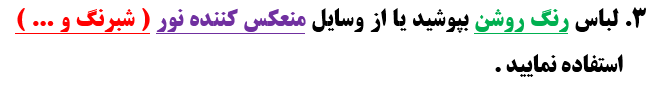 ۳. لباس رنگ روشن بپوشید یا از وسایل منعکس کننده نور ( شبرنگ و ... )
استفاده نمایید .